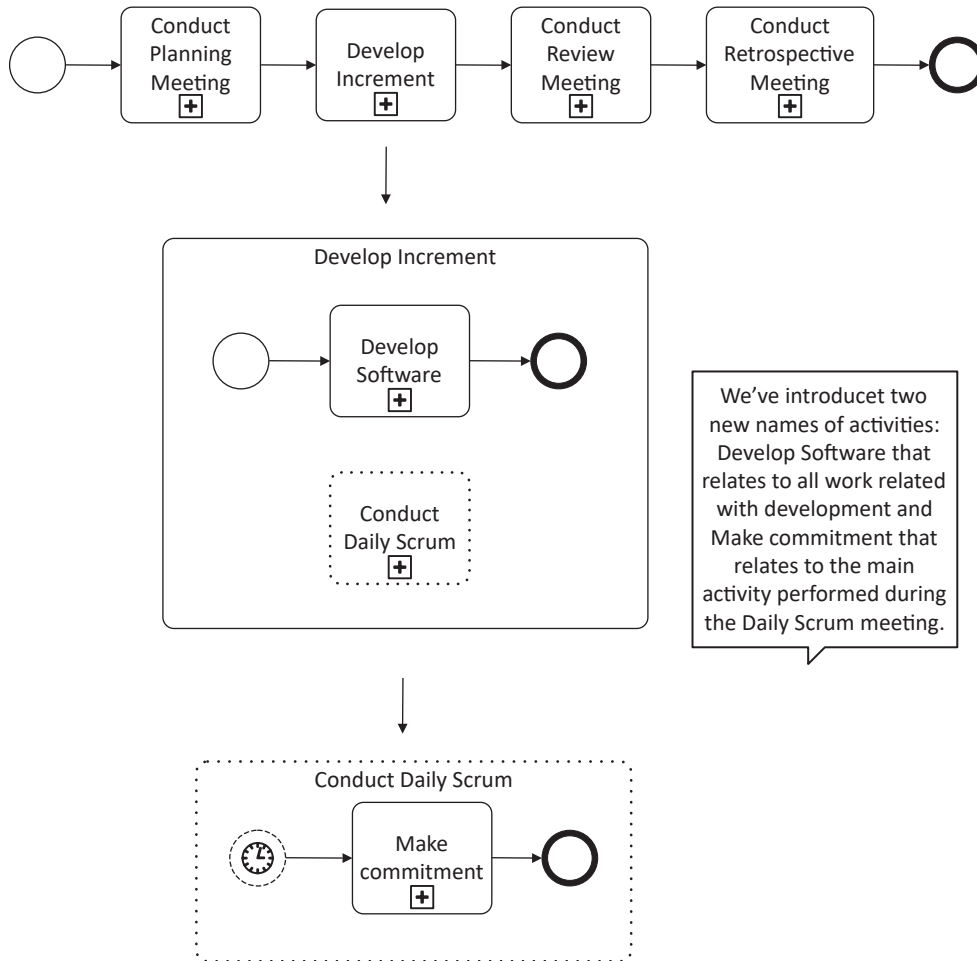 Conduct
Planning
Meeting
Develop
Increment
Conduct
Review
Meeting
Conduct
Retrospective
Meeting
Develop Increment
Develop
Software
Conduct
Daily Scrum
We’ve introducet two
new names of activities:
Develop Software that
relates to all work related
with development and
Make commitment that
relates to the main
activity performed during
the Daily Scrum meeting.
Conduct Daily Scrum
Make
commitment